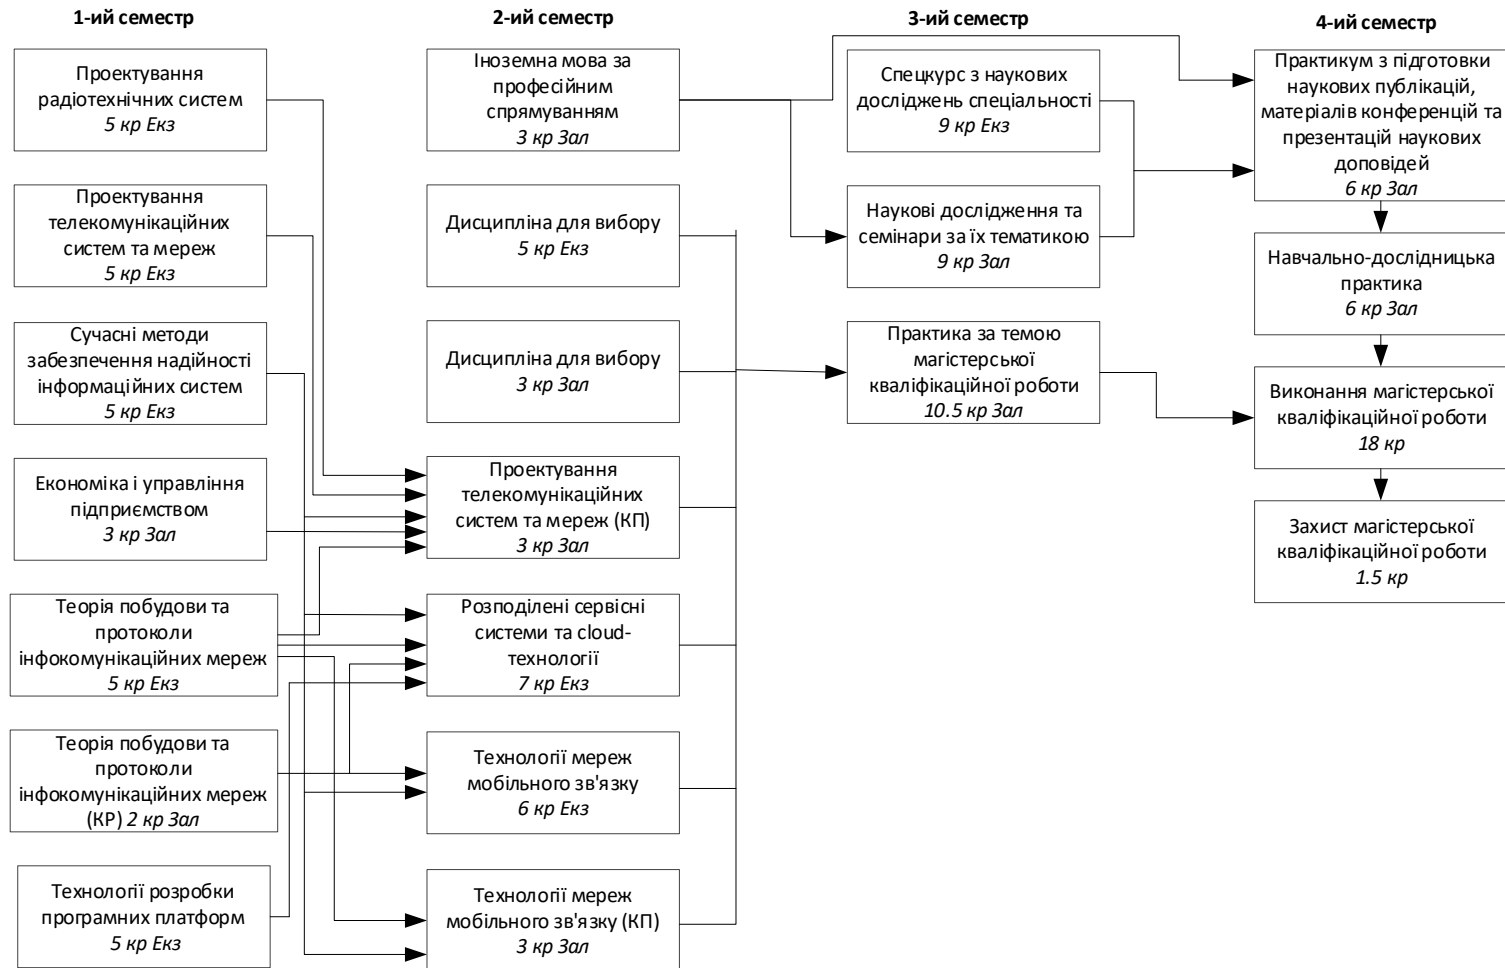 1-ий семестр
Проектування
радіотехнічних систем
5 кр Екз
Проектування
телекомунікаційних
систем та мереж
5 кр Екз
Сучасні методи
забезпечення надійності
інформаційних систем
5 кр Екз
Економіка і управління
підприємством
3 кр Зал
Теорія побудови та
протоколи
інфокомунікаційних мереж
5 кр Екз
Теорія побудови та
протоколи
інфокомунікаційних мереж
(КР) 2 кр Зал
Технології розробки
програмних платформ
5 кр Екз
2-ий семестр
Іноземна мова за
професійним
спрямуванням
3 кр Зал
Дисципліна для вибору
5 кр Екз
Дисципліна для вибору
3 кр Зал
Проектування
телекомунікаційних
систем та мереж (КП)
3 кр Зал
Розподілені сервісні
системи та cloud-
технології
7 кр Екз
Технології мереж
мобільного зв'язку
6 кр Екз
Технології мереж
мобільного зв'язку (КП)
3 кр Зал
3-ий семестр
Спецкурс з наукових
досліджень спеціальності
9 кр Екз
Наукові дослідження та
семінари за їх тематикою
9 кр Зал
Практика за темою
магістерської
кваліфікаційної роботи
10.5 кр Зал
4-ий семестр
Практикум з підготовки
наукових публікацій,
матеріалів конференцій та
презентацій наукових
доповідей
6 кр Зал
Навчально-дослідницька
практика
6 кр Зал
Виконання магістерської
кваліфікаційної роботи
18 кр
Захист магістерської
кваліфікаційної роботи
1.5 кр